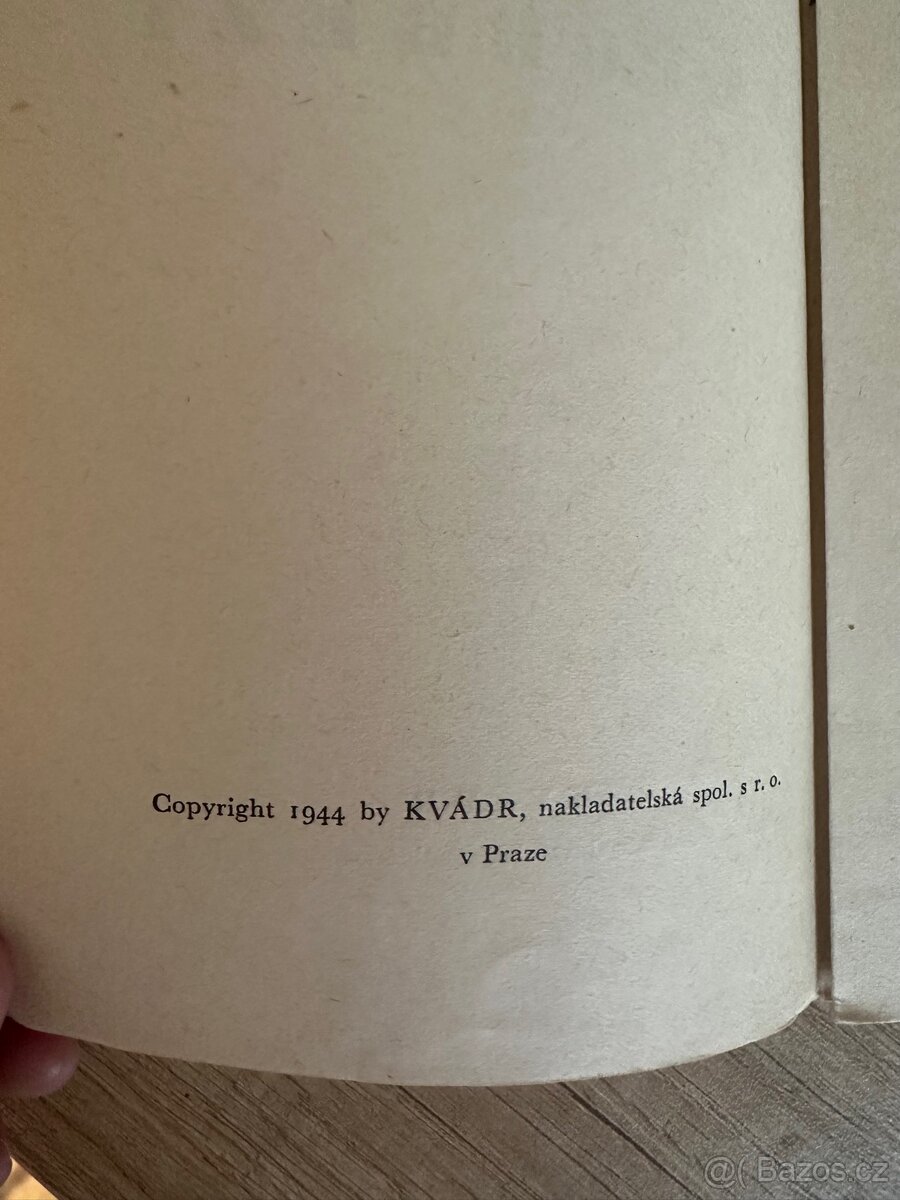 Copyright 1944 by KVÁDR, nakladatelská spol. s r. o.
v Praze
@( Bazos.cz